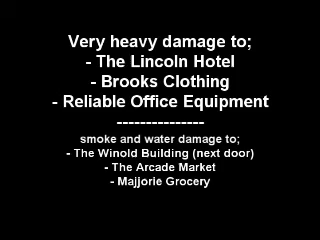 Very heavy damage to;
- The Lincoln Hotel
- Brooks Clothing
- Reliable Office Equipment
---------------
smoke and water damage to;
- The Winold Building (next door)
- The Arcade Market
- Majjorie Grocery